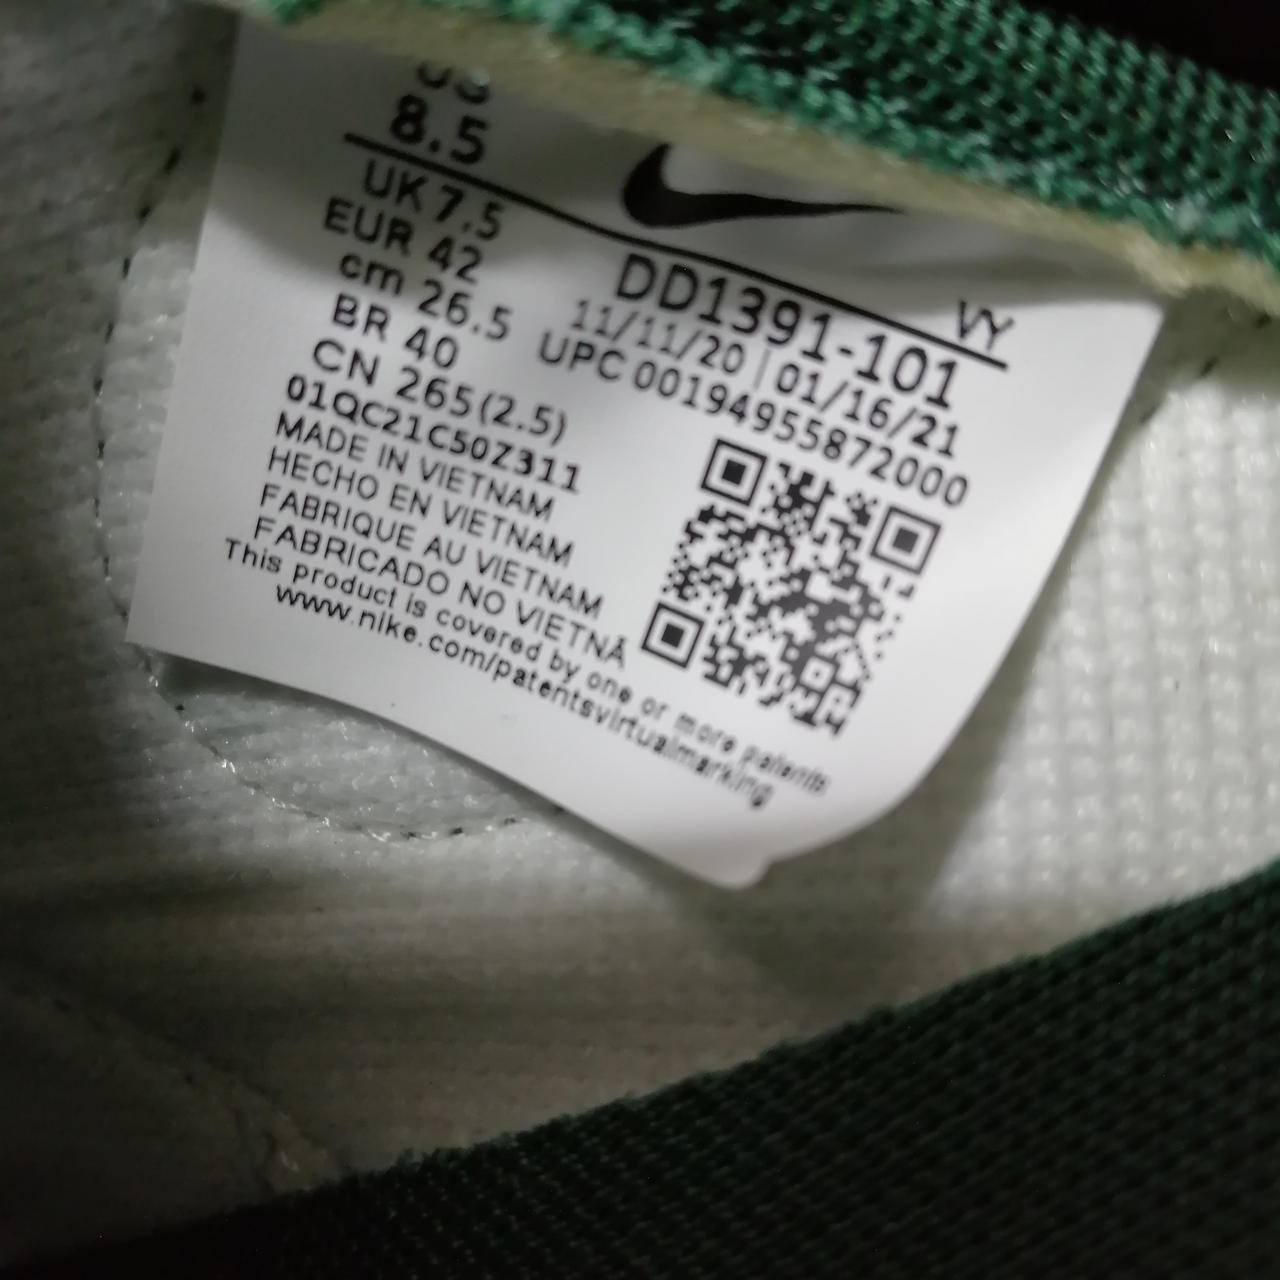 US
8.5
UK 7.5
EUR 42
cm 26.5
BR 40
CN 265(2.5)
01QC21C50Z311
MADE IN VIETNAM
HECHO EN VIETNAM
FABRIQUE AU VIETNAM
FABRICADO NO VIETNÃ
This product is covered by one or more patents
www.nike.com/patentsvirtualmarking
VY
DD1391-101
11/11/20 | 01/16/21
UPC 00194955872000